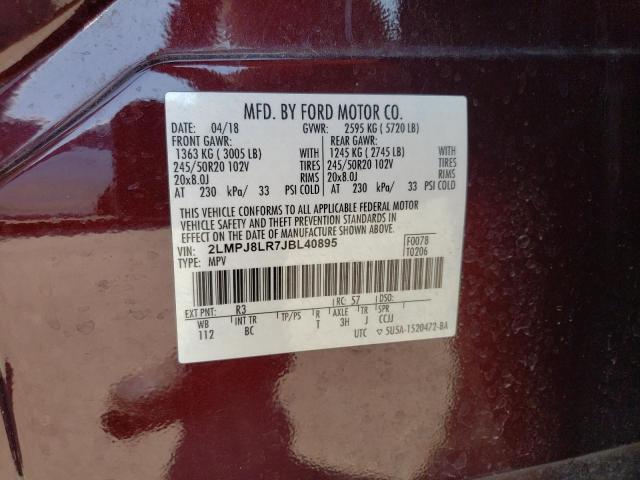 MFD. BY FORD MOTOR CO.
DATE: 04/18 GVWR: 2595 KG ( 5720 LB)
FRONT GAWR: REAR GAWR:
1363 KG ( 3005 LB) WITH 1245 KG ( 2745 LB) WITH
245/50R20 102V TIRES 245/50R20 102V TIRES
20x8.0J RIMS 20x8.0J RIMS
AT 230 kPa/ 33 PSI COLD AT 230 kPa/ 33 PSI COLD
THIS VEHICLE CONFORMS TO ALL APPLICABLE FEDERAL MOTOR
VEHICLE SAFETY AND THEFT PREVENTION STANDARDS IN
EFFECT ON THE DATE OF MANUFACTURE SHOWN ABOVE.
VIN: 2LMPJ8LR7JBL40895 F0078
TYPE: MPV T0206
EXT PNT: R3 RC: 57 DSO:
WB INT TR TP/PS R AXLE TR SPR
112 BC T 3H J CCJJ
UTC ▽ 5U5A-1520472-BA